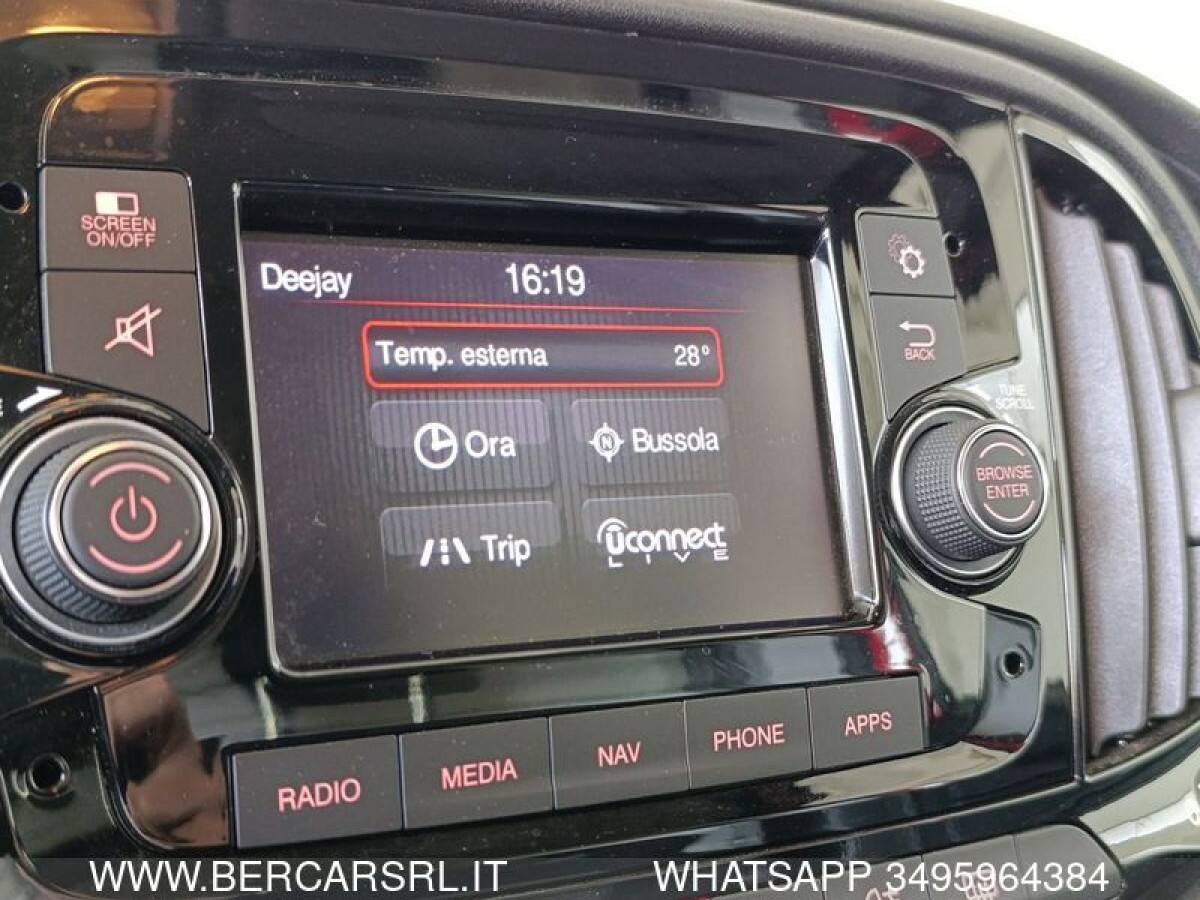 SCREEN
ON/OFF
Deejay 16:19
Temp. esterna 28°
Ora
N Bussola
Trip
Uconnect
LIVE
BACK
TUNE
SCROLL
BROWSE
ENTER
RADIO
MEDIA
NAV
PHONE
APPS
WWW.BERCARSRL.IT
WHATSAPP 3495964384